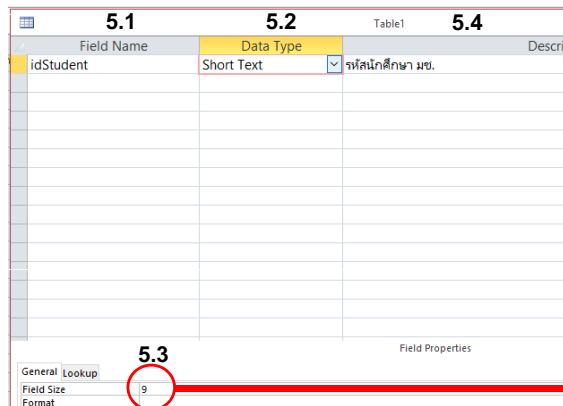 5.1 5.2 Table1 5.4
Field Name Data Type Descri
idStudent Short Text รหัสนักศึกษา มช.
Field Properties
5.3
General Lookup
Field Size 9
Format